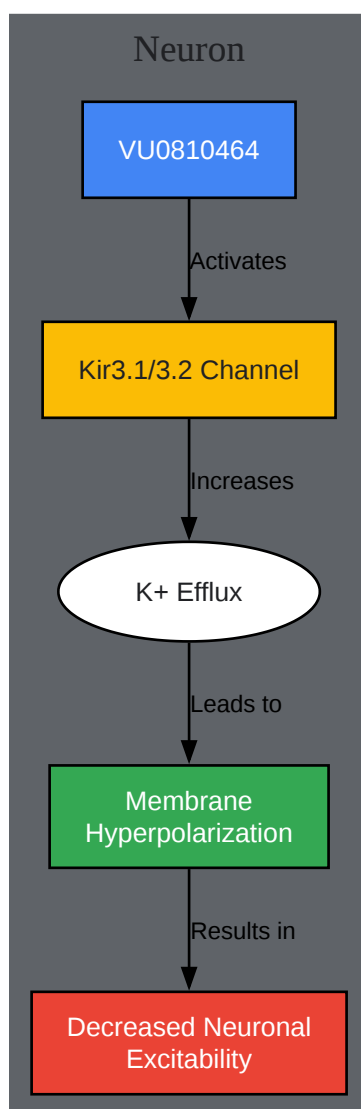 Neuron
VU0810464
Activates
Kir3.1/3.2 Channel
Increases
K+ Efflux
Leads to
Membrane
Hyperpolarization
Results in
Decreased Neuronal
Excitability